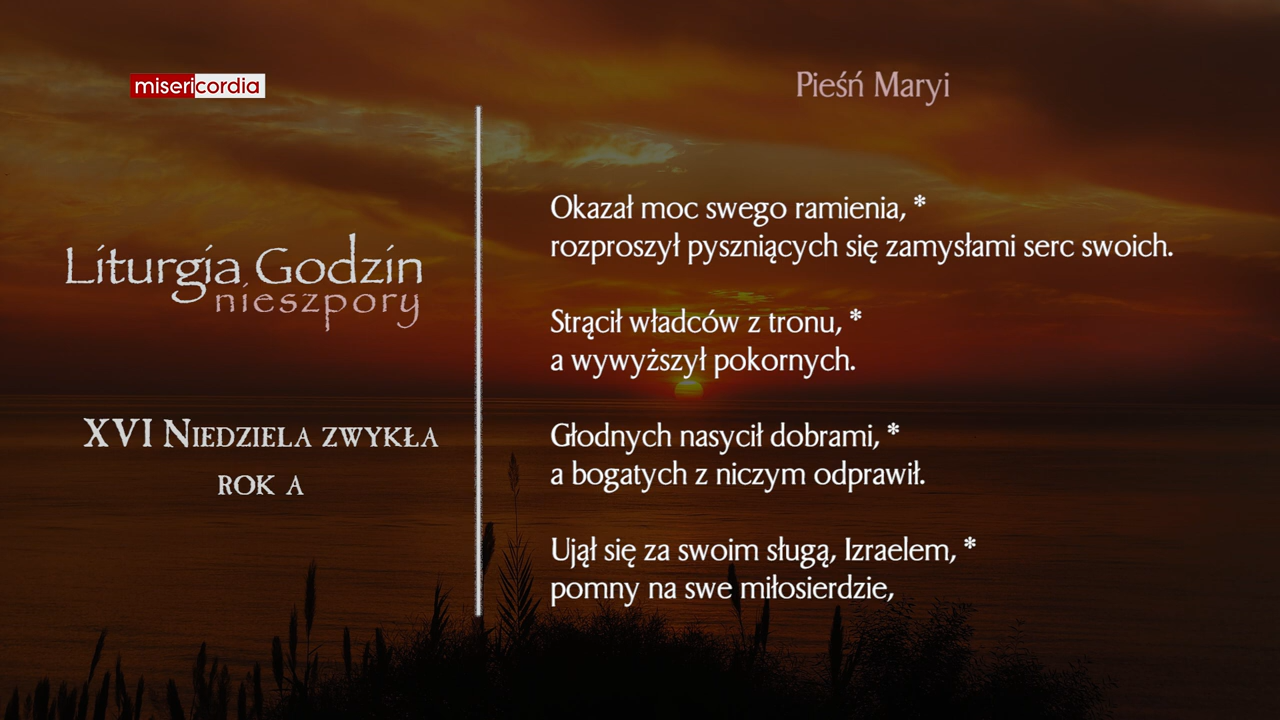 misericordia
Liturgia Godzin
nieszpory
XVI Niedziela zwykła
rok a
Pieśń Maryi
Okazał moc swego ramienia, *
rozproszył pyszniących się zamysłami serc swoich.
Strącił władców z tronu, *
a wywyższył pokornych.
Głodnych nasycił dobrami, *
a bogatych z niczym odprawił.
Ujął się za swoim sługą, Izraelem, *
pomny na swe miłosierdzie,